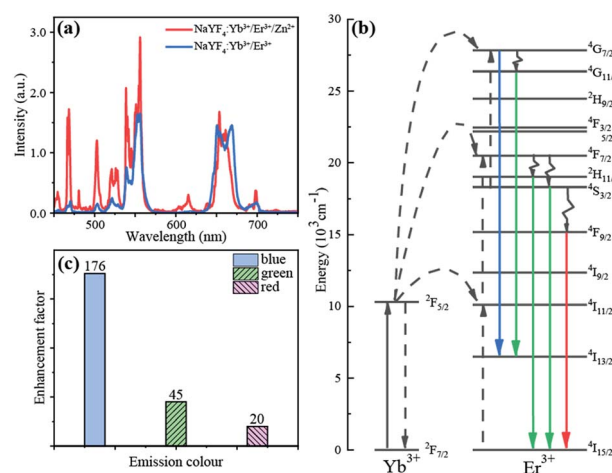 (a)
NaYF₄:Yb³⁺/Er³⁺/Zn²⁺
NaYF₄:Yb³⁺/Er³⁺
Intensity (a.u.)
3.0
2.0
1.0
0.0
500
600
700
Wavelength (nm)
(b)
Energy (10³cm⁻¹)
30
25
20
15
10
5
0
²F₅/₂
²F₇/₂
Yb³⁺
⁴G₇/₂
⁴G₁₁/
²H₉/₂
⁴F₃/₂
5/2
⁴F₇/₂
²H₁₁/
⁴S₃/₂
⁴F₉/₂
⁴I₉/₂
⁴I₁₁/₂
⁴I₁₃/₂
⁴I₁₅/₂
Er³⁺
(c)
blue
green
red
176
45
20
Enhancement factor
Emission colour